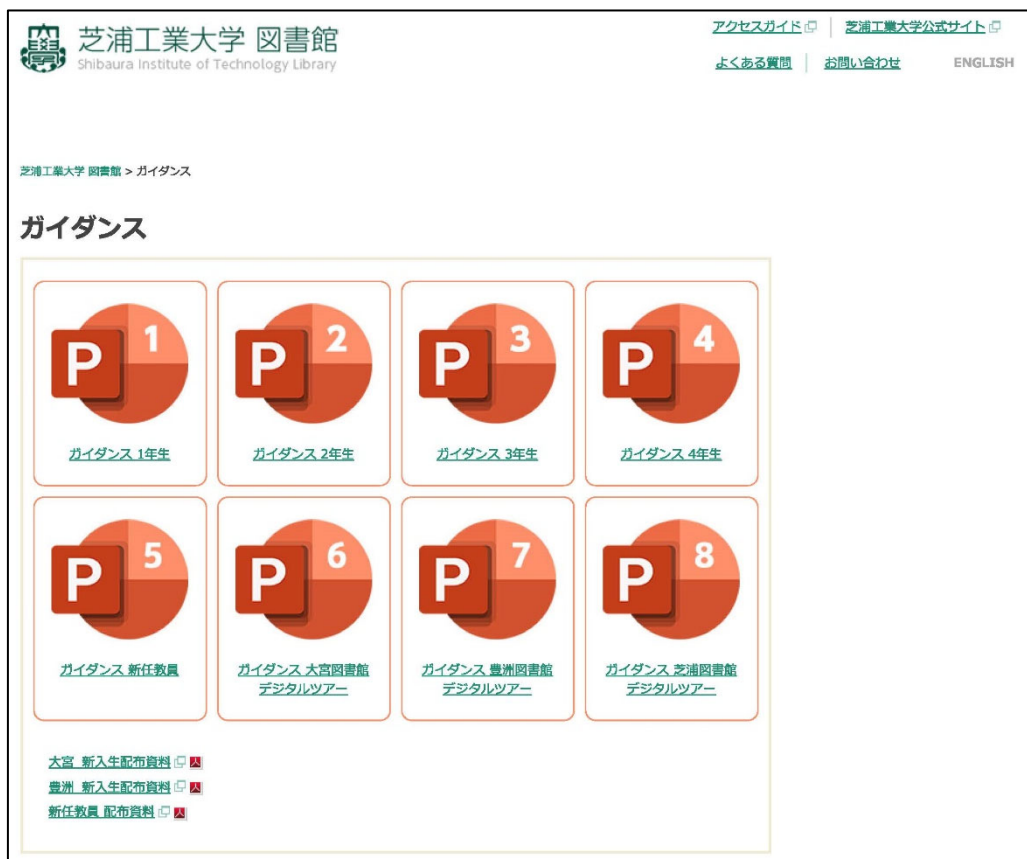 芝浦工業大学 図書館
Shibaura Institute of Technology Library
アクセスガイド
芝浦工業大学公式サイト
よくある質問
お問い合わせ
ENGLISH
芝浦工業大学 図書館 > ガイダンス
ガイダンス
P 1
P 2
P 3
P 4
ガイダンス 1年生
ガイダンス 2年生
ガイダンス 3年生
ガイダンス 4年生
P 5
P 6
P 7
P 8
ガイダンス 新任教員
ガイダンス 大宮図書館
デジタルツアー
ガイダンス 豊洲図書館
デジタルツアー
ガイダンス 芝浦図書館
デジタルツアー
大宮 新入生配布資料
豊洲 新入生配布資料
新任教員 配布資料